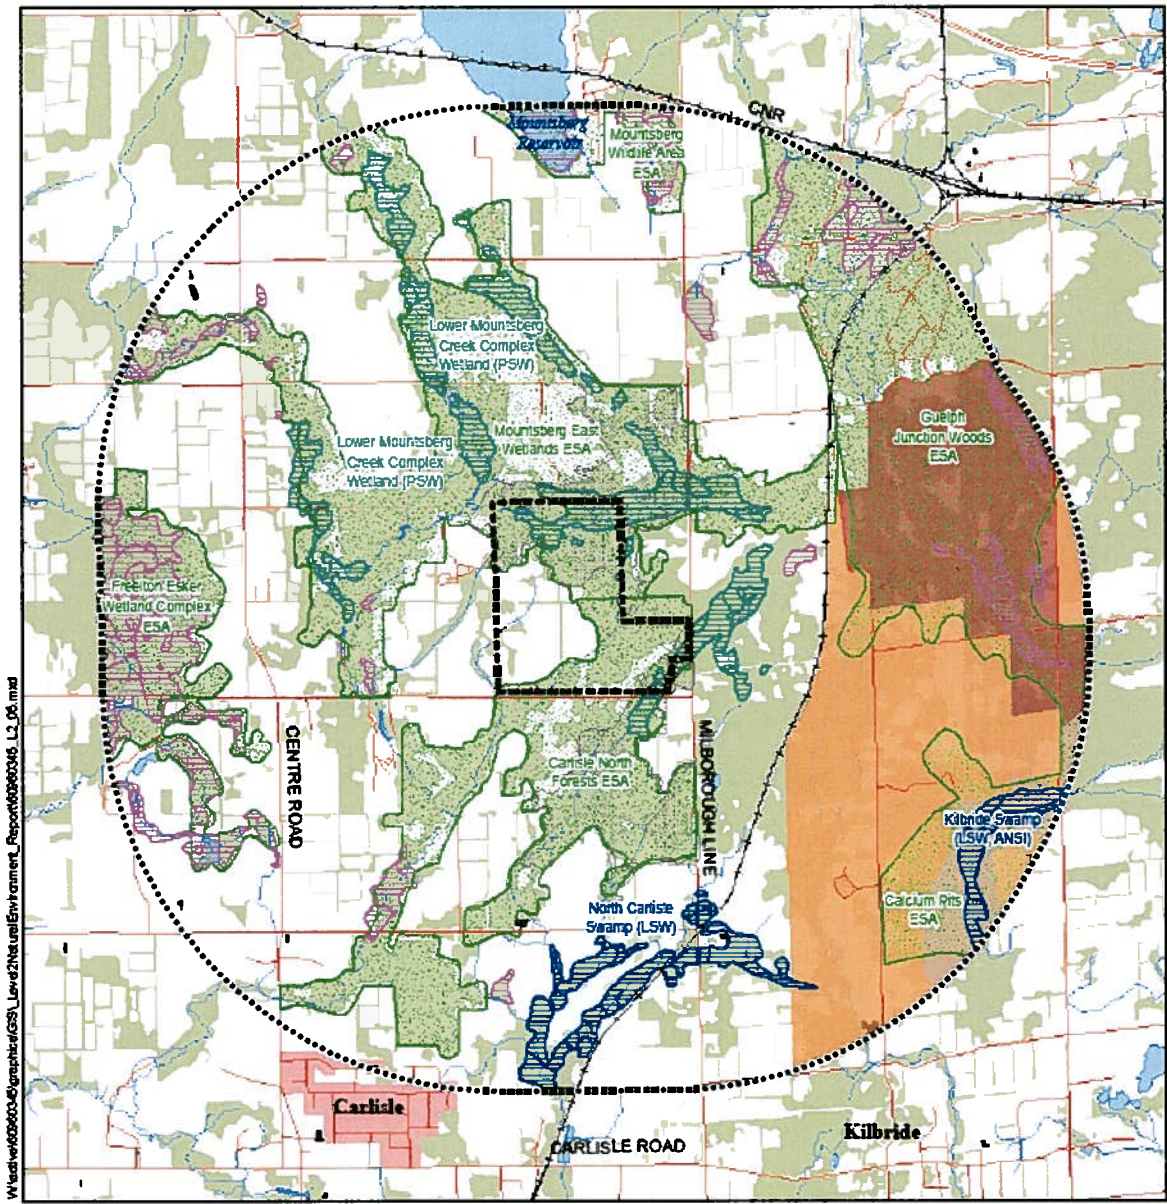 CNR
Mountsberg
Reservoir
Mountsberg
Wildlife Area
ESA
Lower Mountsberg
Creek Complex
Wetland (PSW)
Guelph
Junction Woods
ESA
Mountsberg East
Wetlands ESA
Lower Mountsberg
Creek Complex
Wetland (PSW)
Freelton Esker
Wetland Complex
ESA
CENTRE ROAD
MILBOROUGH LINE
Carlisle North
Forests ESA
Kilbride Swamp
(LSW, ANSI)
Calcium Pits
ESA
North Carlisle
Swamp (LSW)
Carlisle
Kilbride
CARLISLE ROAD